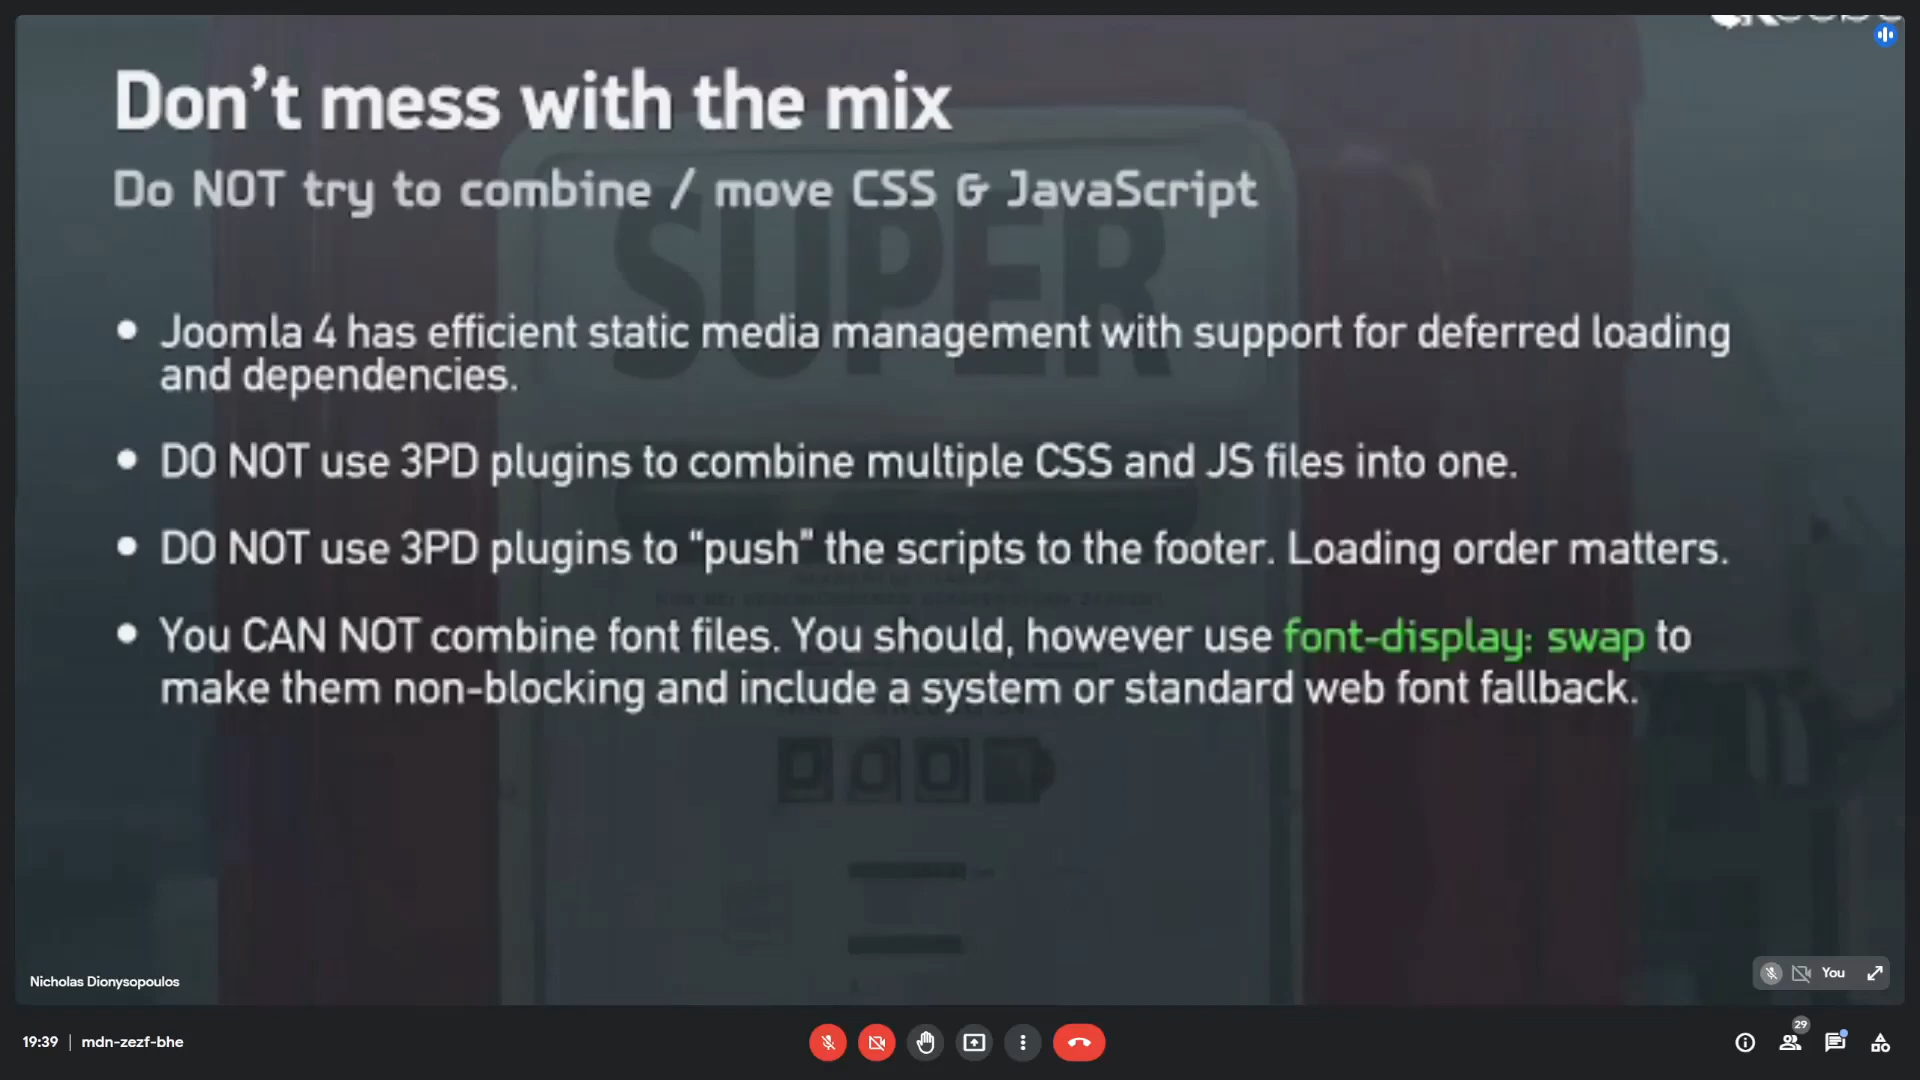 Don't mess with the mix
Do NOT try to combine / move CSS & JavaScript
SUPER
• Joomla 4 has efficient static media management with support for deferred loading
and dependencies.
• DO NOT use 3PD plugins to combine multiple CSS and JS files into one.
• DO NOT use 3PD plugins to “push” the scripts to the footer. Loading order matters.
• You CAN NOT combine font files. You should, however use font-display: swap to
make them non-blocking and include a system or standard web font fallback.
Nicholas Dionysopoulos
You
19:39 | mdn-zezf-bhe
29